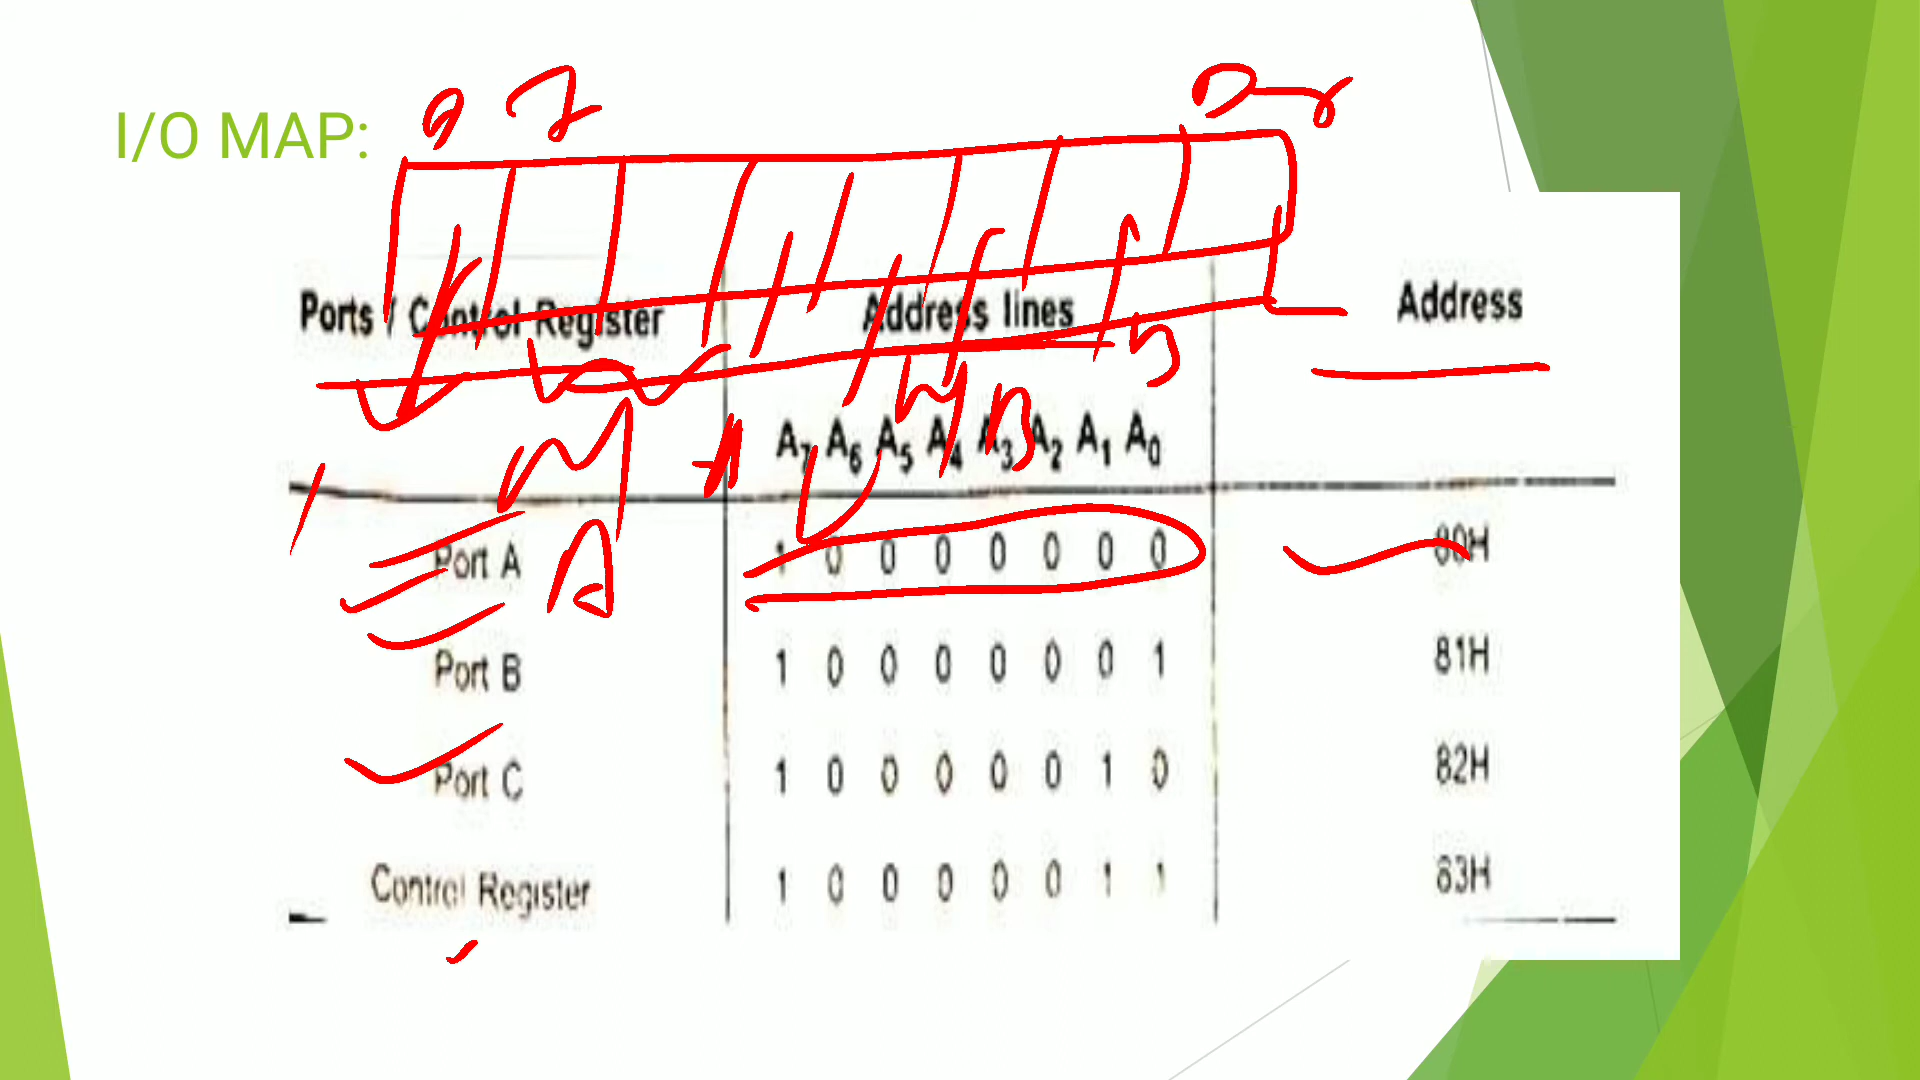 I/O MAP:
Ports / Control Register Address lines Address
A7 A6 A5 A4 A3 A2 A1 A0
Port A 1 0 0 0 0 0 0 0 80H
Port B 1 0 0 0 0 0 0 1 81H
Port C 1 0 0 0 0 0 1 0 82H
Control Register 1 0 0 0 0 0 1 1 83H